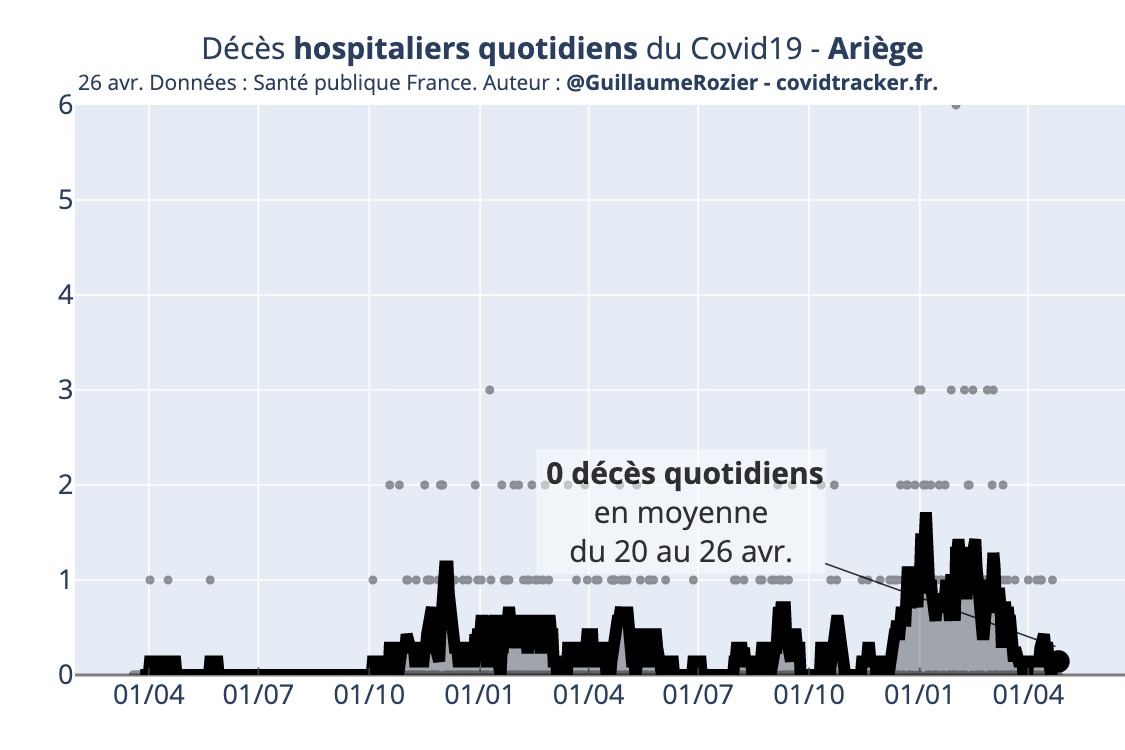 Décès hospitaliers quotidiens du Covid19 - Ariège
26 avr. Données : Santé publique France. Auteur : @GuillaumeRozier - covidtracker.fr.
6
5
4
3
2
1
0
0 décès quotidiens
en moyenne
du 20 au 26 avr.
01/04 01/07 01/10 01/01 01/04 01/07 01/10 01/01 01/04